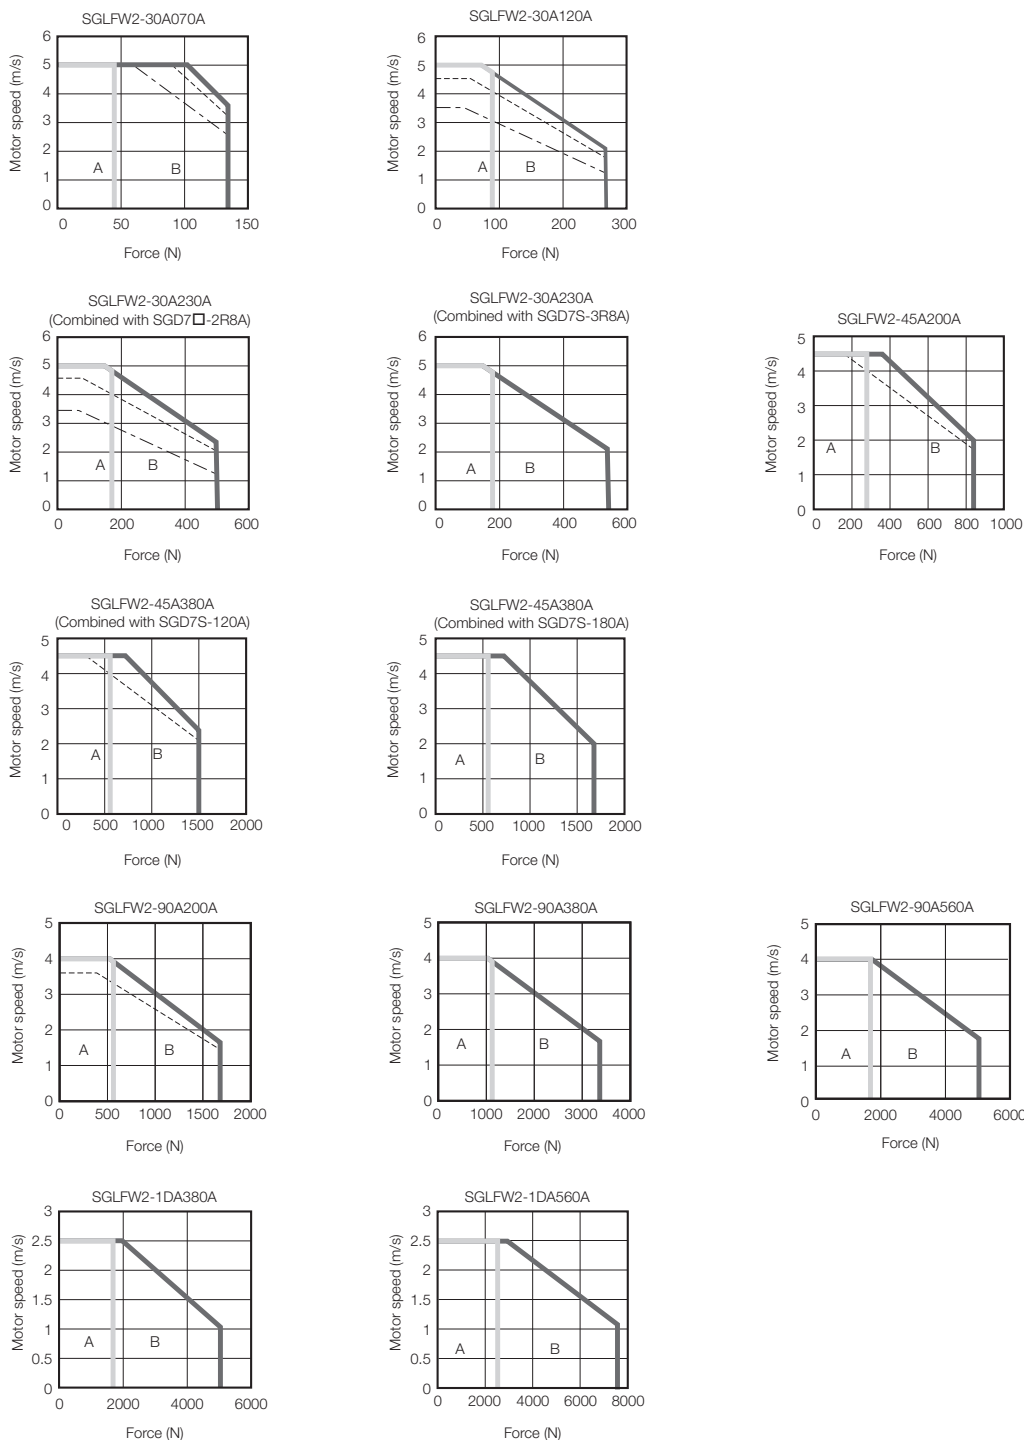 SGLFW2-30A070A
Motor speed (m/s)
6
5
4
3
2
1
0
A
B
0 50 100 150
Force (N)
SGLFW2-30A120A
Motor speed (m/s)
6
5
4
3
2
1
0
A
B
0 100 200 300
Force (N)
SGLFW2-30A230A
(Combined with SGD7□-2R8A)
Motor speed (m/s)
6
5
4
3
2
1
0
A
B
0 200 400 600
Force (N)
SGLFW2-30A230A
(Combined with SGD7S-3R8A)
Motor speed (m/s)
6
5
4
3
2
1
0
A
B
0 200 400 600
Force (N)
SGLFW2-45A200A
Motor speed (m/s)
5
4
3
2
1
0
A
B
0 200 400 600 800 1000
Force (N)
SGLFW2-45A380A
(Combined with SGD7S-120A)
Motor speed (m/s)
5
4
3
2
1
0
A
B
0 500 1000 1500 2000
Force (N)
SGLFW2-45A380A
(Combined with SGD7S-180A)
Motor speed (m/s)
5
4
3
2
1
0
A
B
0 500 1000 1500 2000
Force (N)
SGLFW2-90A200A
Motor speed (m/s)
5
4
3
2
1
0
A
B
0 500 1000 1500 2000
Force (N)
SGLFW2-90A380A
Motor speed (m/s)
5
4
3
2
1
0
A
B
0 1000 2000 3000 4000
Force (N)
SGLFW2-90A560A
Motor speed (m/s)
5
4
3
2
1
0
A
B
0 2000 4000 6000
Force (N)
SGLFW2-1DA380A
Motor speed (m/s)
3
2.5
2
1.5
1
0.5
0
A
B
0 2000 4000 6000
Force (N)
SGLFW2-1DA560A
Motor speed (m/s)
3
2.5
2
1.5
1
0.5
0
A
B
0 2000 4000 6000 8000
Force (N)